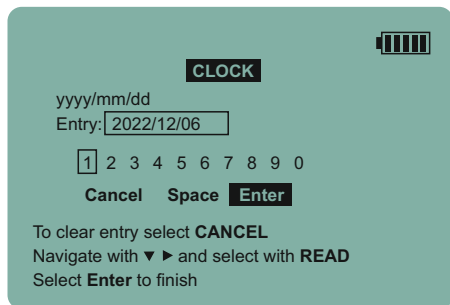 CLOCK
yyyy/mm/dd
Entry: 2022/12/06
1 2 3 4 5 6 7 8 9 0
Cancel Space Enter
To clear entry select CANCEL
Navigate with ▼ ► and select with READ
Select Enter to finish